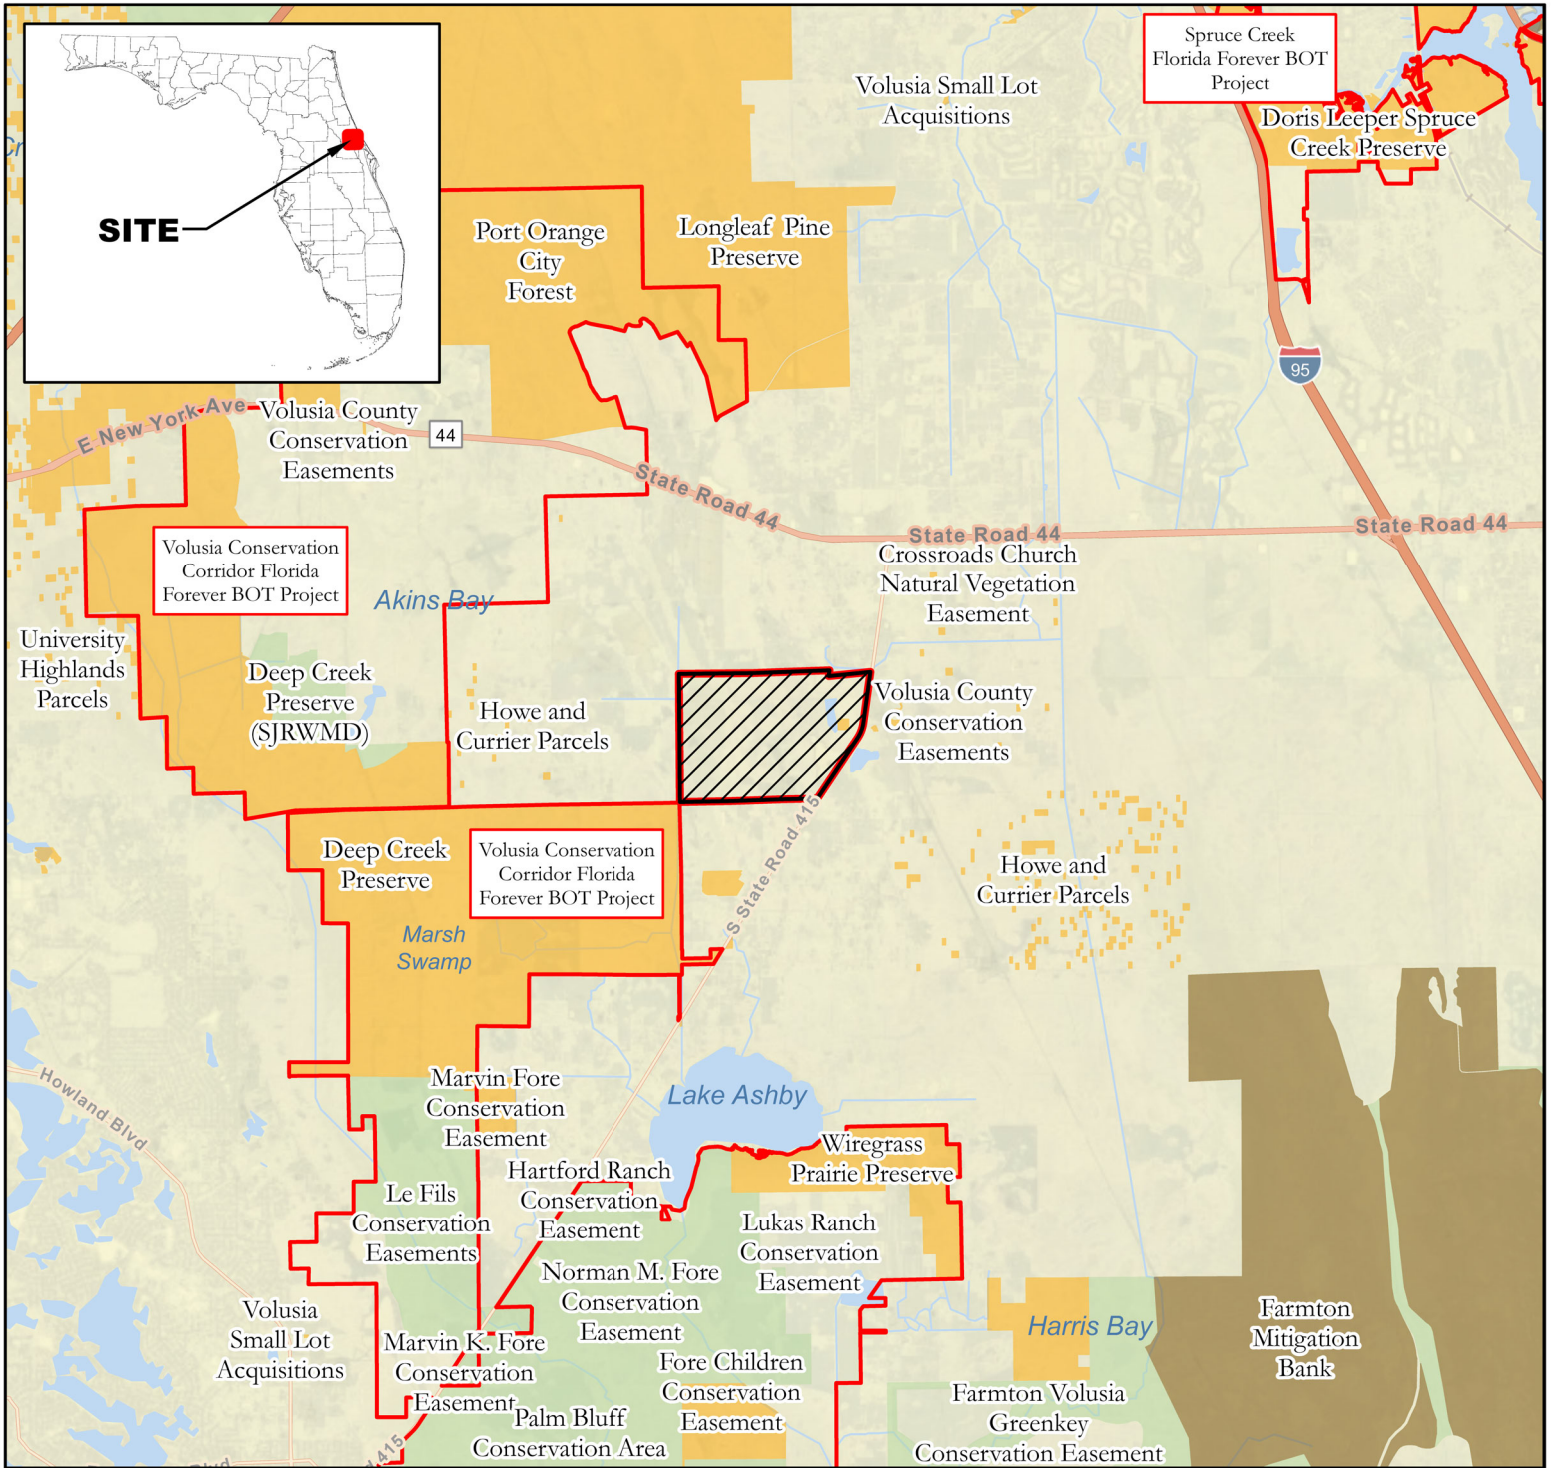 Spruce Creek
Florida Forever BOT
Project
Volusia Small Lot
Acquisitions
Doris Leeper Spruce
Creek Preserve
Cr
SITE
Port Orange
City
Forest
Longleaf Pine
Preserve
95
E New York Ave
Volusia County
Conservation
Easements
44
State Road 44
State Road 44
State Road 44
Crossroads Church
Natural Vegetation
Easement
Volusia Conservation
Corridor Florida
Forever BOT Project
Akins Bay
University
Highlands
Parcels
Deep Creek
Preserve
(SJRWMD)
Howe and
Currier Parcels
Volusia County
Conservation
Easements
S State Road 415
Deep Creek
Preserve
Volusia Conservation
Corridor Florida
Forever BOT Project
Howe and
Currier Parcels
Marsh
Swamp
Howland Blvd
Marvin Fore
Conservation
Easement
Lake Ashby
Wiregrass
Prairie Preserve
Hartford Ranch
Conservation
Easement
Le Fils
Conservation
Easements
Lukas Ranch
Conservation
Easement
Norman M. Fore
Conservation
Easement
Volusia
Small Lot
Acquisitions
Marvin K. Fore
Conservation
Easement
Harris Bay
Farmton
Mitigation
Bank
Fore Children
Conservation
Easement
Palm Bluff
Conservation Area
Farmton Volusia
Greenkey
Conservation Easement
d 415
Blvd